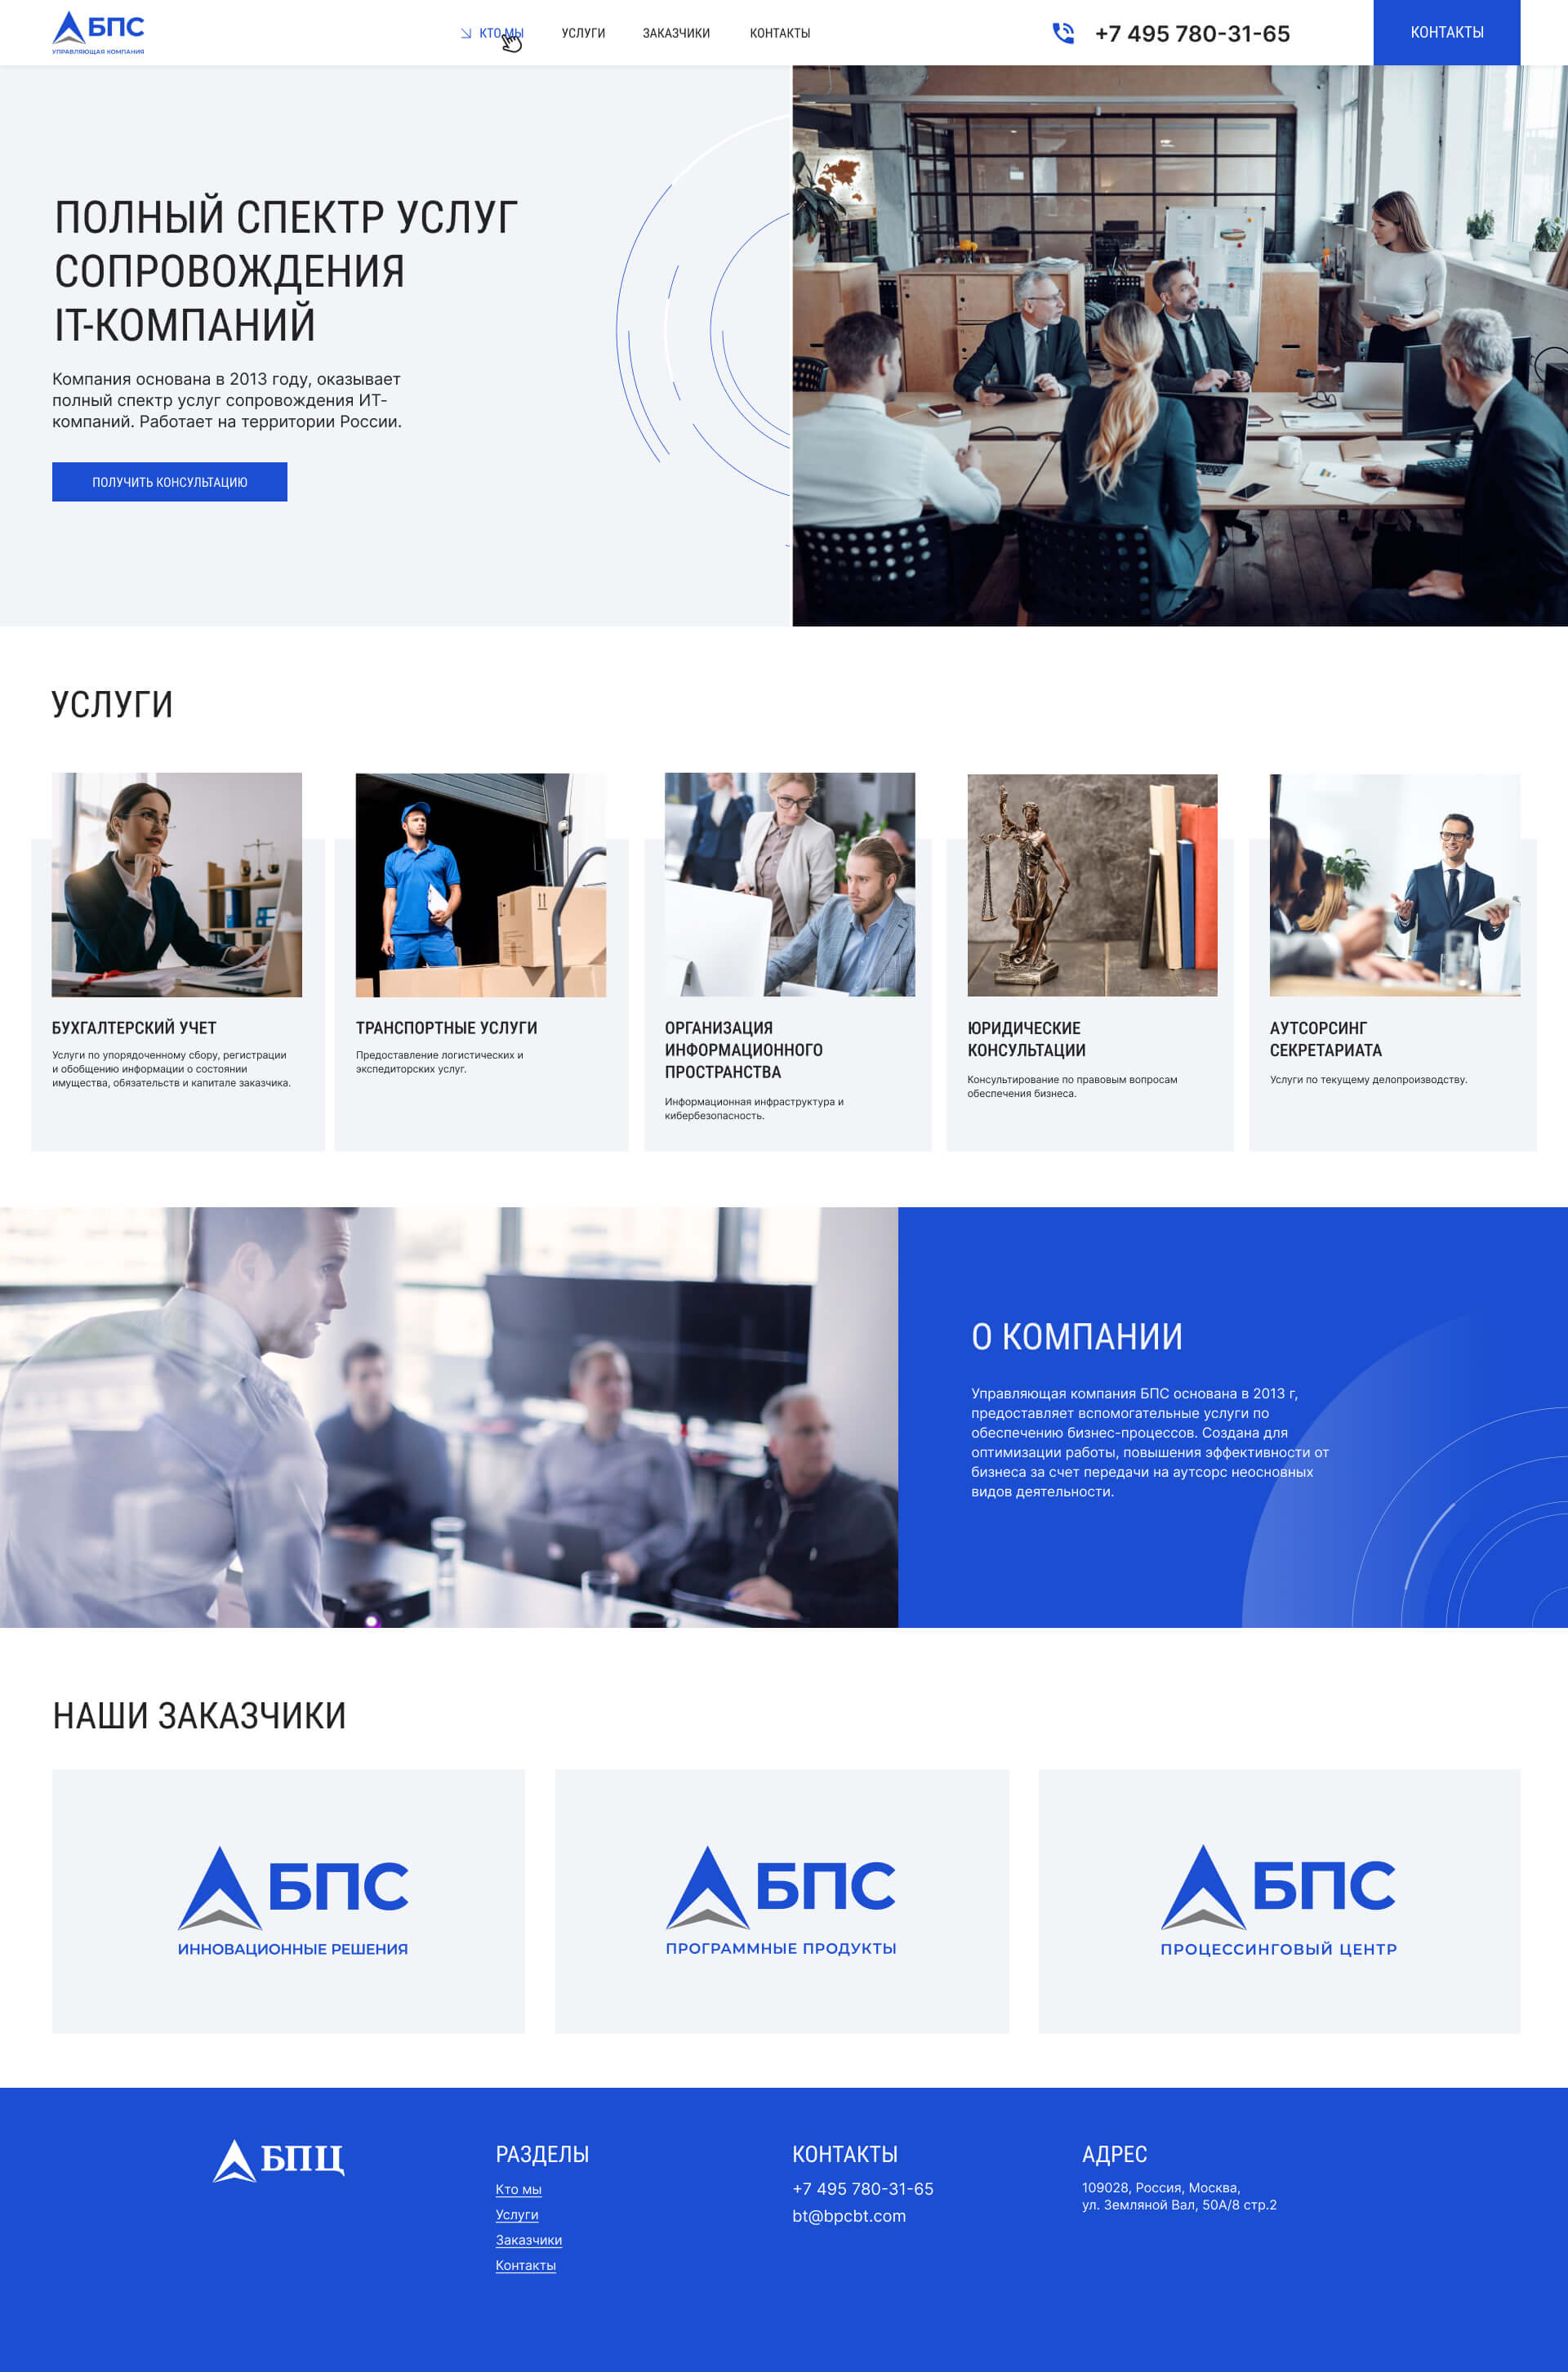 БПС
УПРАВЛЯЮЩАЯ КОМПАНИЯ
КТО МЫ
УСЛУГИ
ЗАКАЗЧИКИ
КОНТАКТЫ
+7 495 780-31-65
КОНТАКТЫ
ПОЛНЫЙ СПЕКТР УСЛУГ
СОПРОВОЖДЕНИЯ
IT-КОМПАНИЙ
Компания основана в 2013 году, оказывает
полный спектр услуг сопровождения ИТ-
компаний. Работает на территории России.
ПОЛУЧИТЬ КОНСУЛЬТАЦИЮ
УСЛУГИ
БУХГАЛТЕРСКИЙ УЧЕТ
Услуги по упорядоченному сбору, регистрации
и обобщению информации о состоянии
имущества, обязательств и капитале заказчика.
ТРАНСПОРТНЫЕ УСЛУГИ
Предоставление логистических и
экспедиторских услуг.
ОРГАНИЗАЦИЯ
ИНФОРМАЦИОННОГО
ПРОСТРАНСТВА
Информационная инфраструктура и
кибербезопасность.
ЮРИДИЧЕСКИЕ
КОНСУЛЬТАЦИИ
Консультирование по правовым вопросам
обеспечения бизнеса.
АУТСОРСИНГ
СЕКРЕТАРИАТА
Услуги по текущему делопроизводству.
О КОМПАНИИ
Управляющая компания БПС основана в 2013 г,
предоставляет вспомогательные услуги по
обеспечению бизнес-процессов. Создана для
оптимизации работы, повышения эффективности от
бизнеса за счет передачи на аутсорс неосновных
видов деятельности.
НАШИ ЗАКАЗЧИКИ
БПС
ИННОВАЦИОННЫЕ РЕШЕНИЯ
БПС
ПРОГРАММНЫЕ ПРОДУКТЫ
БПС
ПРОЦЕССИНГОВЫЙ ЦЕНТР
БПЦ
РАЗДЕЛЫ
Кто мы
Услуги
Заказчики
Контакты
КОНТАКТЫ
+7 495 780-31-65
bt@bpcbt.com
АДРЕС
109028, Россия, Москва,
ул. Земляной Вал, 50А/8 стр.2